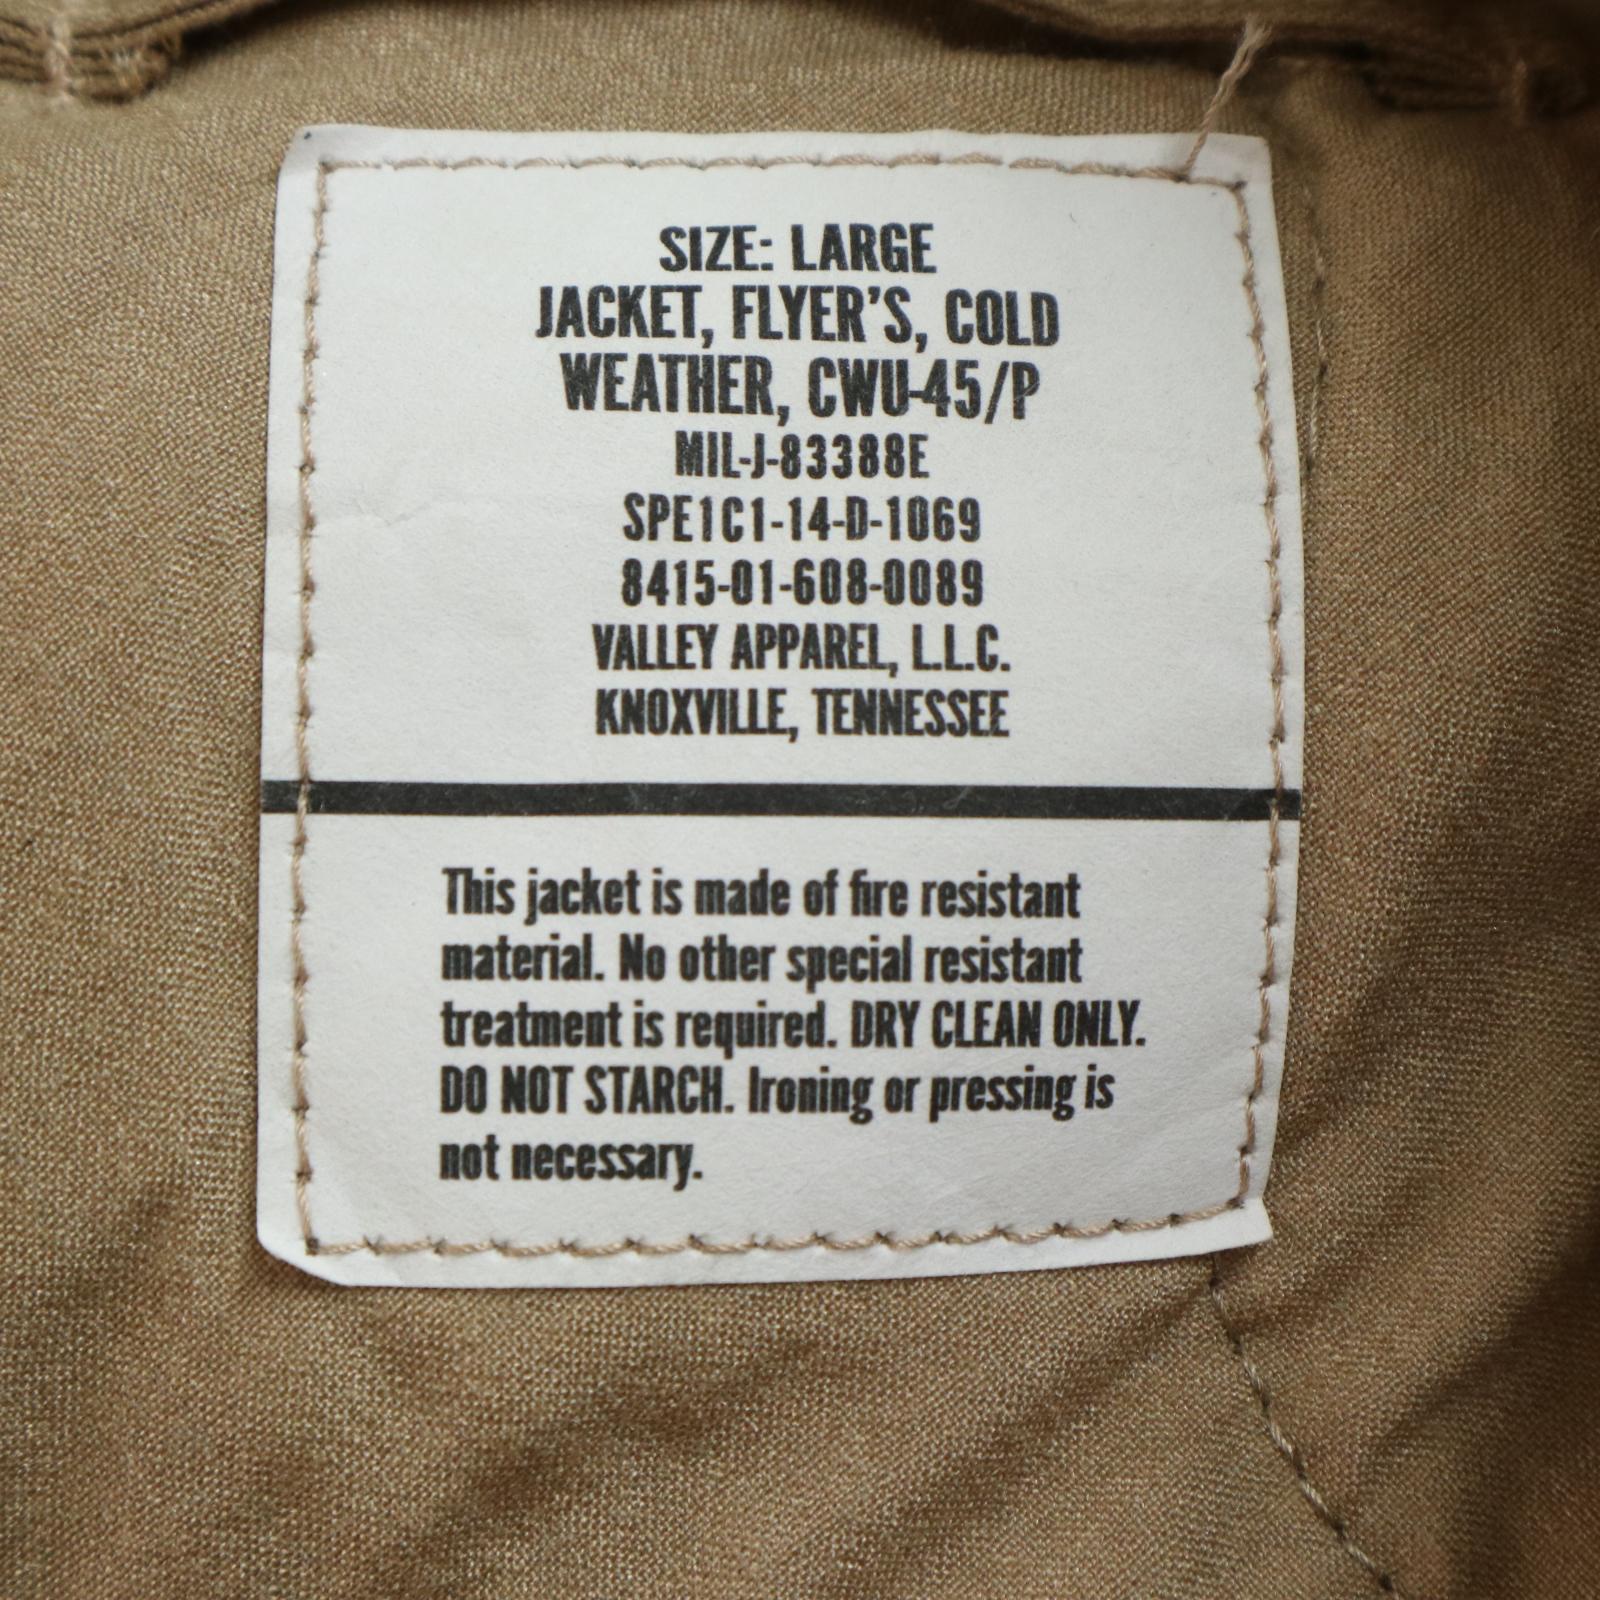 SIZE: LARGE
JACKET, FLYER'S, COLD
WEATHER, CWU-45/P
MIL-J-83388E
SPE1C1-14-D-1069
8415-01-608-0089
VALLEY APPAREL, L.L.C.
KNOXVILLE, TENNESSEE
This jacket is made of fire resistant
material. No other special resistant
treatment is required. DRY CLEAN ONLY.
DO NOT STARCH. Ironing or pressing is
not necessary.